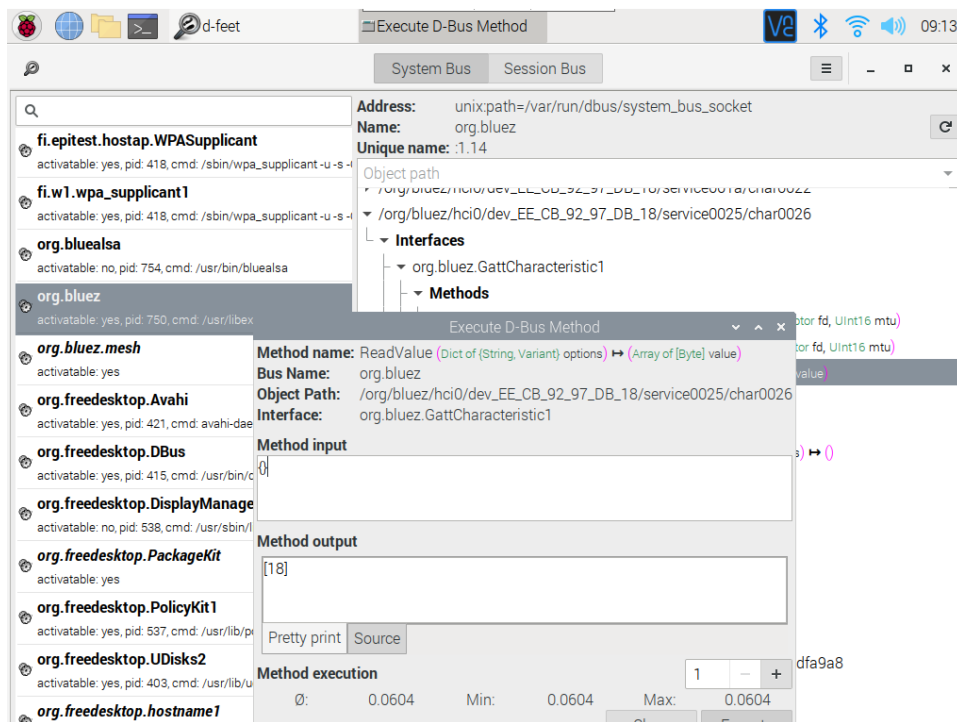 d-feet
Execute D-Bus Method
V2
09:13
System Bus
Session Bus
Address: unix:path=/var/run/dbus/system_bus_socket
Name: org.bluez
Unique name: :1.14
Object path
fi.epitest.hostap.WPASupplicant
activatable: yes, pid: 418, cmd: /sbin/wpa_supplicant -u -s -
fi.w1.wpa_supplicant1
activatable: yes, pid: 418, cmd: /sbin/wpa_supplicant -u -s -
org.bluealsa
activatable: no, pid: 754, cmd: /usr/bin/bluealsa
org.bluez
activatable: yes, pid: 750, cmd: /usr/libex
org.bluez.mesh
activatable: yes
org.freedesktop.Avahi
activatable: yes, pid: 421, cmd: avahi-dae
org.freedesktop.DBus
activatable: yes, pid: 415, cmd: /usr/bin/d
org.freedesktop.DisplayManage
activatable: no, pid: 538, cmd: /usr/sbin/l
org.freedesktop.PackageKit
activatable: yes
org.freedesktop.PolicyKit1
activatable: yes, pid: 537, cmd: /usr/lib/po
org.freedesktop.UDisks2
activatable: yes, pid: 403, cmd: /usr/lib/u
org.freedesktop.hostname1
/org/bluez/hci0/dev_EE_CB_92_97_DB_18/service001a/char0022
/org/bluez/hci0/dev_EE_CB_92_97_DB_18/service0025/char0026
Interfaces
org.bluez.GattCharacteristic1
Methods
tor fd, UInt16 mtu)
tor fd, UInt16 mtu)
value)
s) ↦ ()
dfa9a8
Execute D-Bus Method
Method name: ReadValue (Dict of {String, Variant} options) ↦ (Array of [Byte] value)
Bus Name: org.bluez
Object Path: /org/bluez/hci0/dev_EE_CB_92_97_DB_18/service0025/char0026
Interface: org.bluez.GattCharacteristic1
Method input
{}
Method output
[18]
Pretty print
Source
Method execution
1
Ø: 0.0604 Min: 0.0604 Max: 0.0604